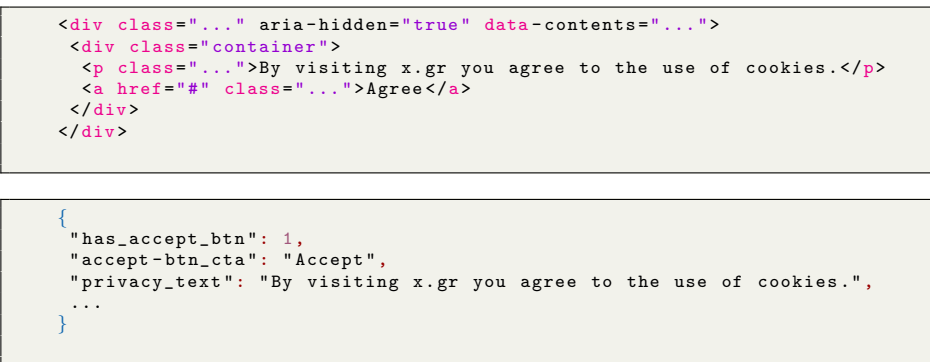 <div class="..." aria-hidden="true" data-contents="...">
<div class="container">
<p class="...">By visiting x.gr you agree to the use of cookies.</p>
<a href="#" class="...">Agree</a>
</div>
</div>
{
"has_accept_btn": 1,
"accept-btn_cta": "Accept",
"privacy_text": "By visiting x.gr you agree to the use of cookies.",
...
}